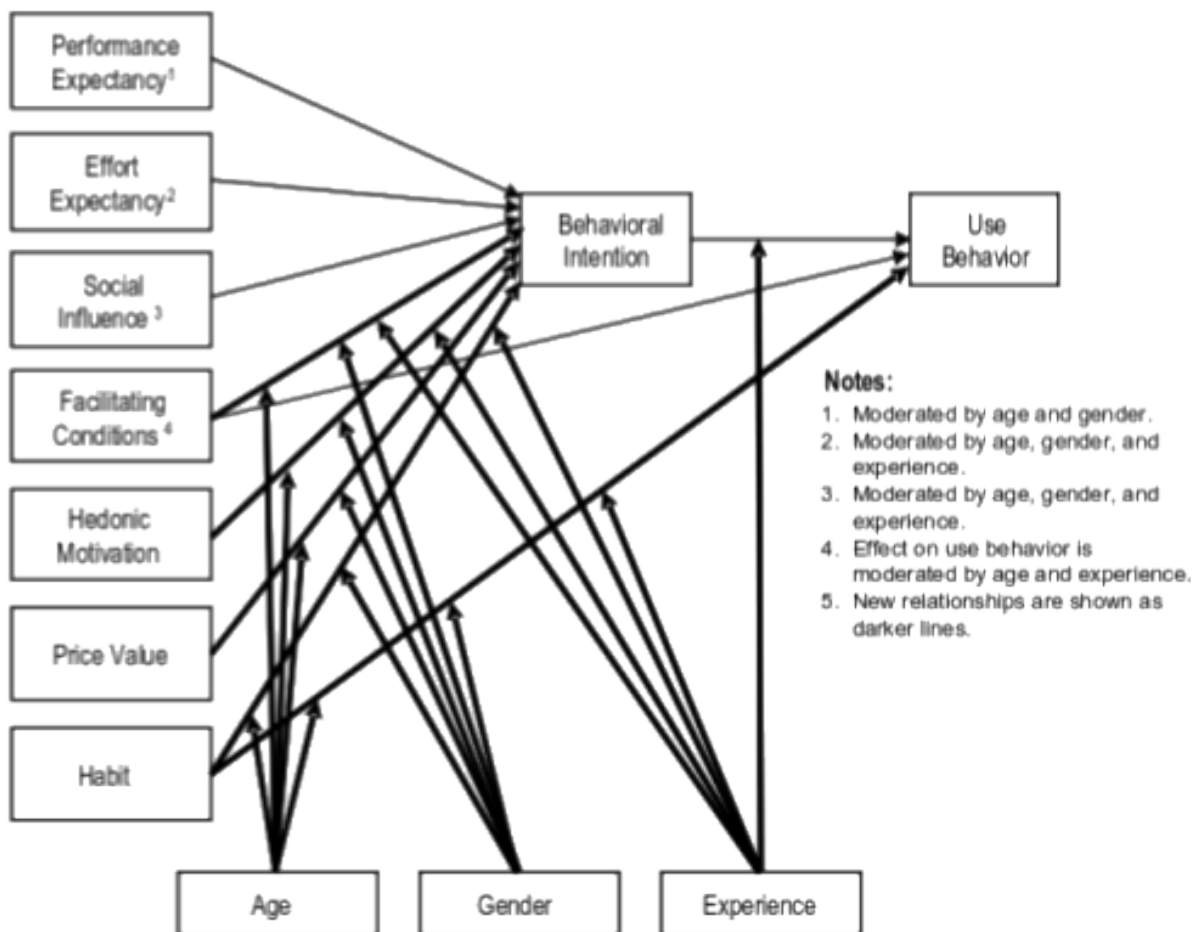 Performance
Expectancy1
Effort
Expectancy2
Social
Influence 3
Facilitating
Conditions 4
Hedonic
Motivation
Price Value
Habit
Behavioral
Intention
Use
Behavior
Notes:
1. Moderated by age and gender.
2. Moderated by age, gender, and
experience.
3. Moderated by age, gender, and
experience.
4. Effect on use behavior is
moderated by age and experience.
5. New relationships are shown as
darker lines.
Age
Gender
Experience